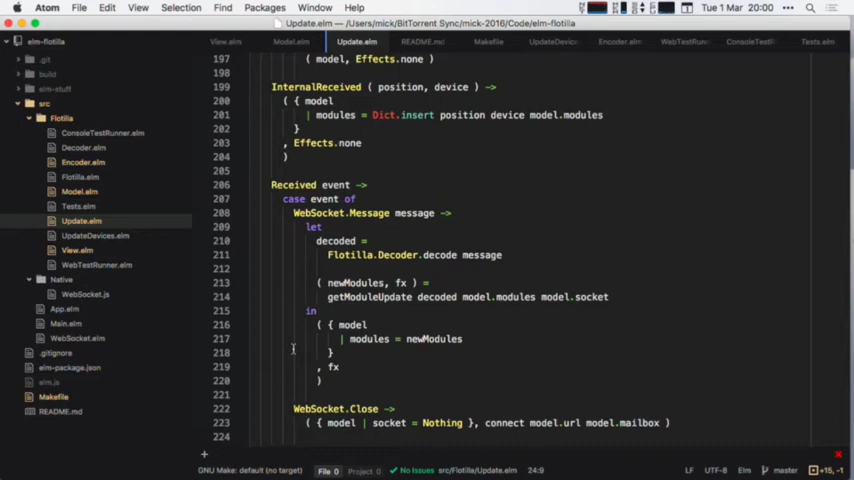 Atom File Edit View Selection Find Packages Window Help Tue 1 Mar 20:00
Update.elm — /Users/mick/BitTorrent Sync/mick-2016/Code/elm-flotilla
elm-flotilla
.git
build
elm-stuff
src
Flotilla
ConsoleTestRunner.elm
Decoder.elm
Encoder.elm
Flotilla.elm
Model.elm
Tests.elm
Update.elm
UpdateDevices.elm
View.elm
WebTestRunner.elm
Native
WebSocket.js
App.elm
Main.elm
WebSocket.elm
.gitignore
elm-package.json
elm.js
Makefile
README.md
View.elm Model.elm Update.elm README.md Makefile UpdateDevices Encoder.elm WebTestRunn ConsoleTestR Tests.elm
197 ( model, Effects.none )
198
199 InternalReceived ( position, device ) ->
200 ( { model
201 | modules = Dict.insert position device model.modules
202 }
203 , Effects.none
204 )
205
206 Received event ->
207 case event of
208 WebSocket.Message message ->
209 let
210 decoded =
211 Flotilla.Decoder.decode message
212
213 ( newModules, fx ) =
214 getModuleUpdate decoded model.modules model.socket
215 in
216 ( { model
217 | modules = newModules
218 }
219 , fx
220 )
221
222 WebSocket.Close ->
223 ( { model | socket = Nothing }, connect model.url model.mailbox )
224
GNU Make: default (no target) File 0 Project 0 No Issues src/Flotilla/Update.elm 24:9 LF UTF-8 Elm master +15, -1